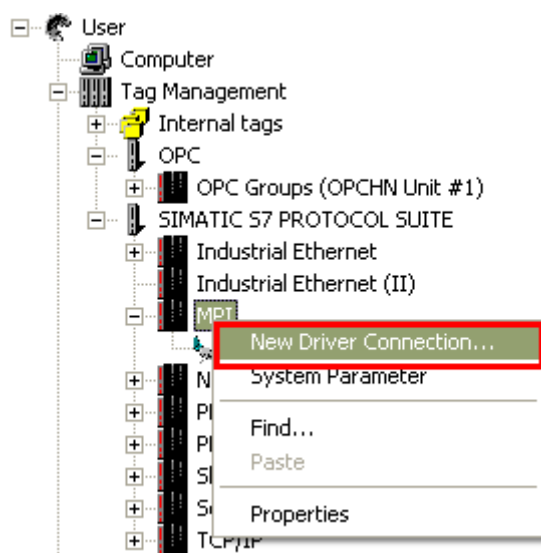 User
Computer
Tag Management
Internal tags
OPC
OPC Groups (OPCHN Unit #1)
SIMATIC S7 PROTOCOL SUITE
Industrial Ethernet
Industrial Ethernet (II)
MPI
New Driver Connection...
System Parameter
Find...
Paste
Properties
TCP/IP